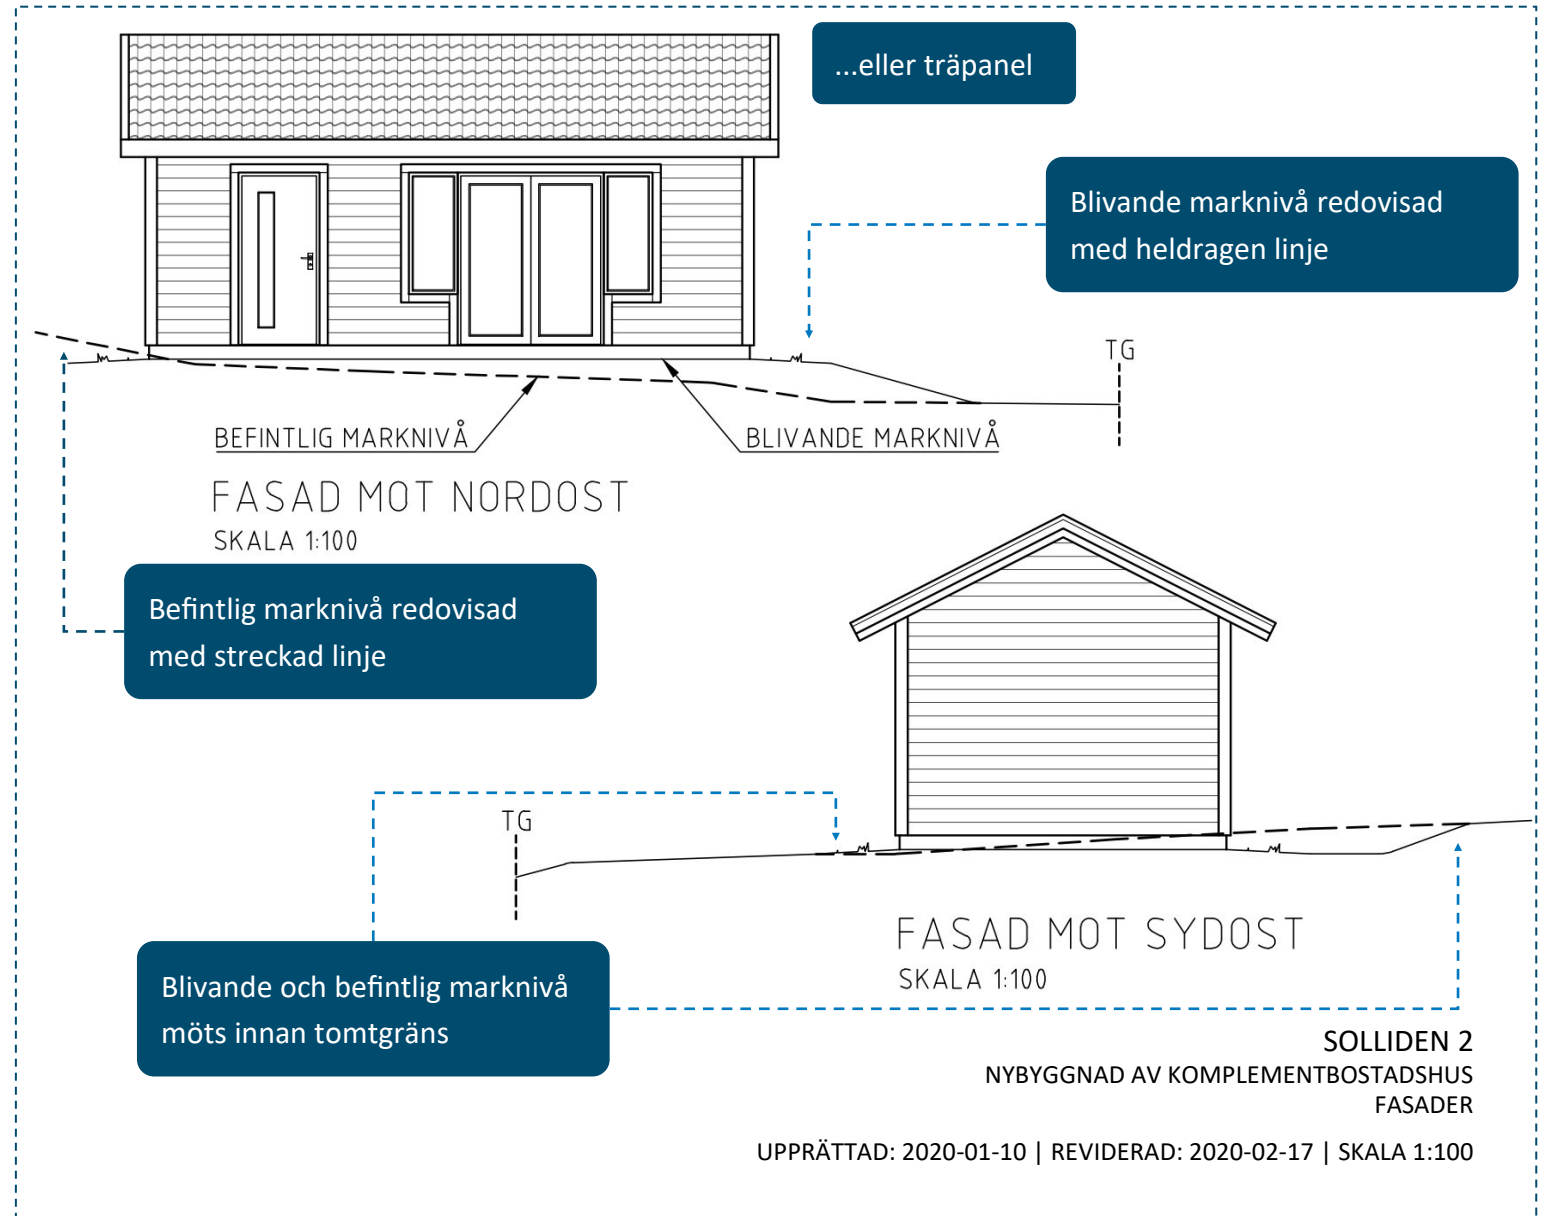 ...eller träpanel
Blivande marknivå redovisad
med heldragen linje
TG
BEFINTLIG MARKNIVÅ
BLIVANDE MARKNIVÅ
FASAD MOT NORDOST
SKALA 1:100
Befintlig marknivå redovisad
med streckad linje
TG
FASAD MOT SYDOST
SKALA 1:100
Blivande och befintlig marknivå
möts innan tomtgräns
SOLLIDEN 2
NYBYGGNAD AV KOMPLEMENTBOSTADSHUS
FASADER
UPPRÄTTAD: 2020-01-10 | REVIDERAD: 2020-02-17 | SKALA 1:100